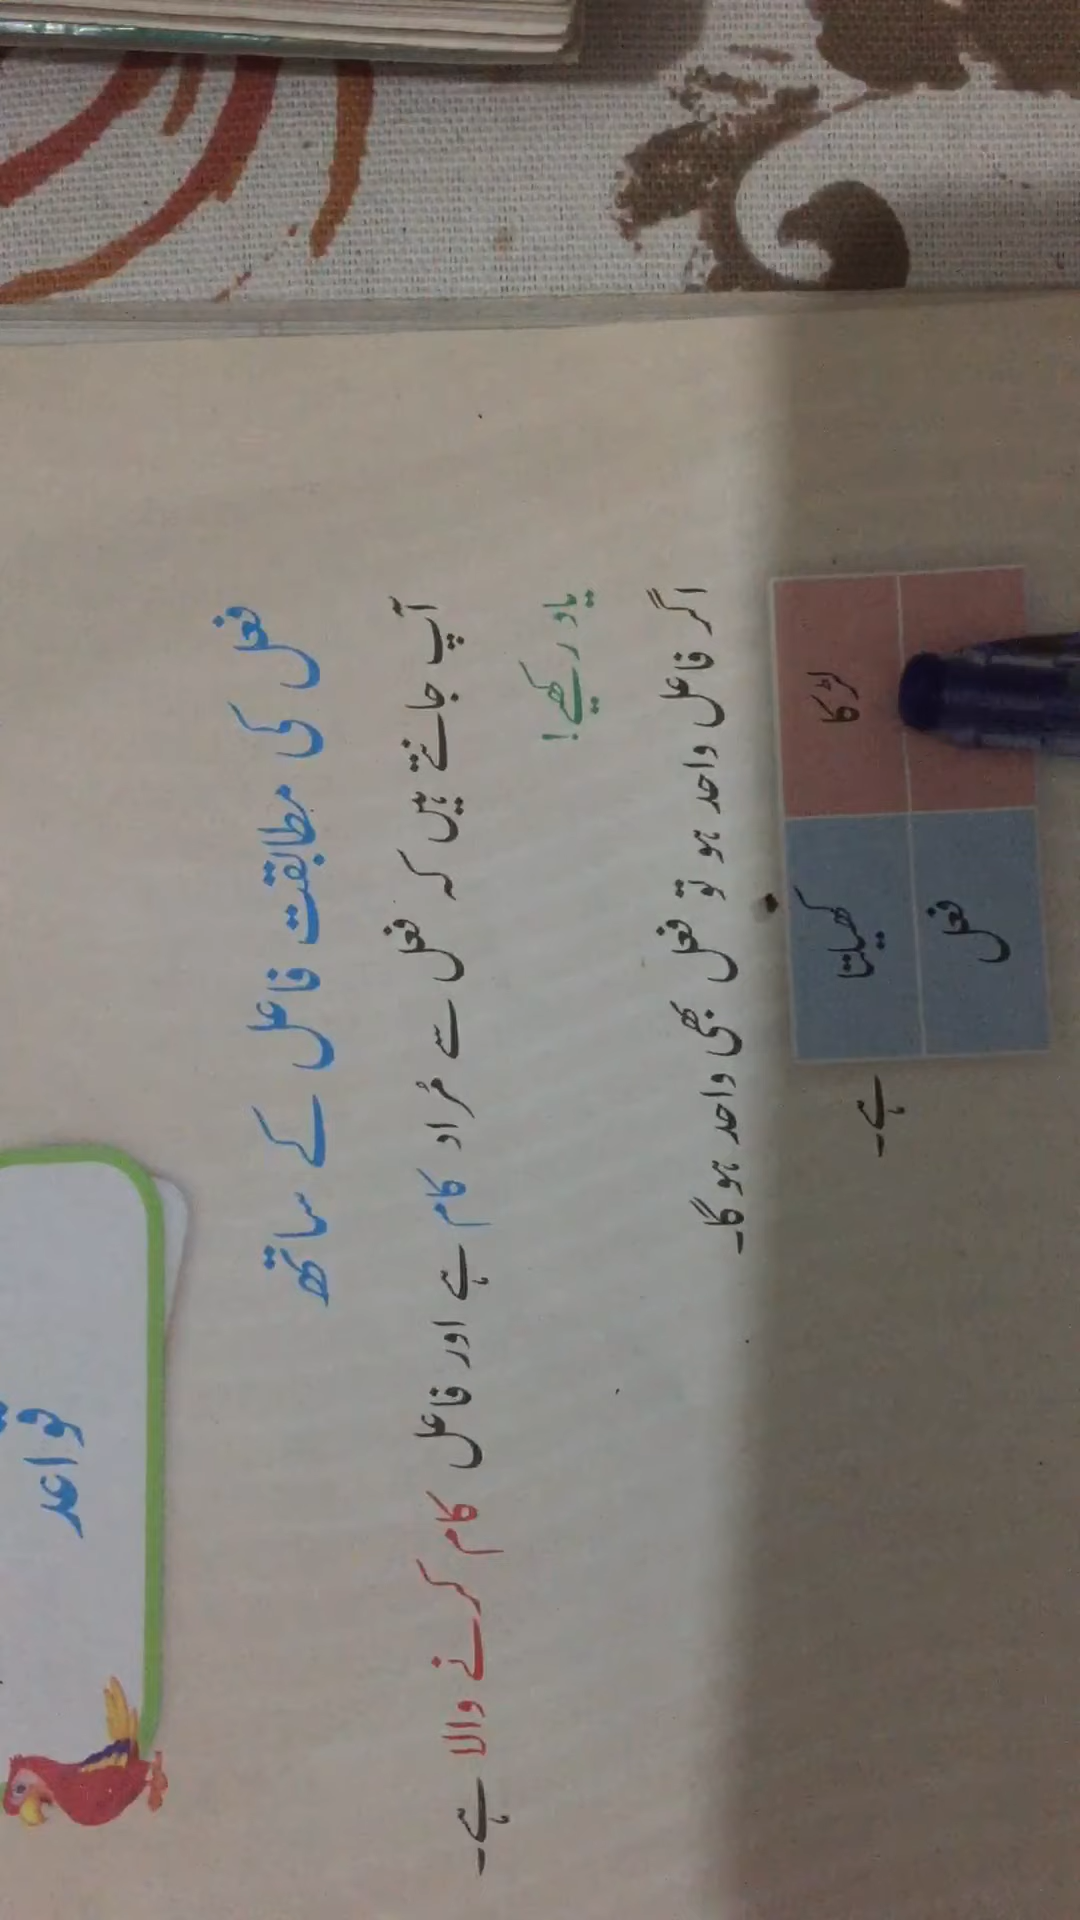 قواعد
فعل کی مطابقت فاعل کے ساتھ
آپ جانتے ہیں کہ فعل سے مُراد کام ہے اور فاعل کام کرنے والا ہے۔
یاد رکھیے!
اگر فاعل واحد ہو تو فعل بھی واحد ہو گا۔
لڑکا کھیلتا ہے۔
فعل